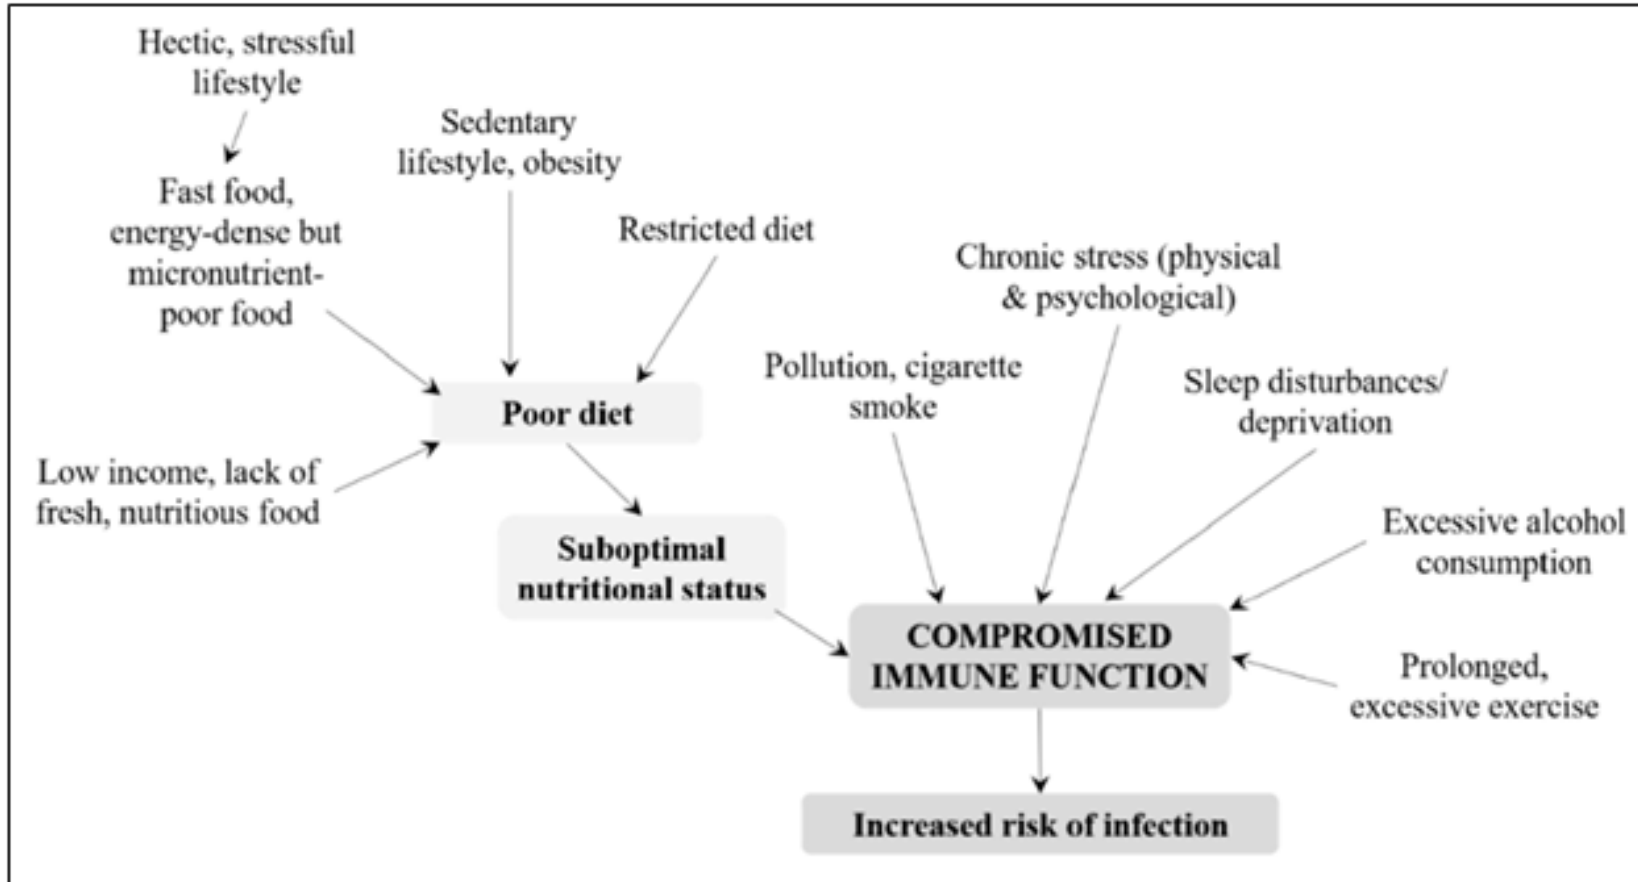 Hectic, stressful
lifestyle
Sedentary
lifestyle, obesity
Fast food,
energy-dense but
micronutrient-
poor food
Restricted diet
Chronic stress (physical
& psychological)
Pollution, cigarette
smoke
Sleep disturbances/
deprivation
Poor diet
Low income, lack of
fresh, nutritious food
Suboptimal
nutritional status
Excessive alcohol
consumption
COMPROMISED
IMMUNE FUNCTION
Prolonged,
excessive exercise
Increased risk of infection